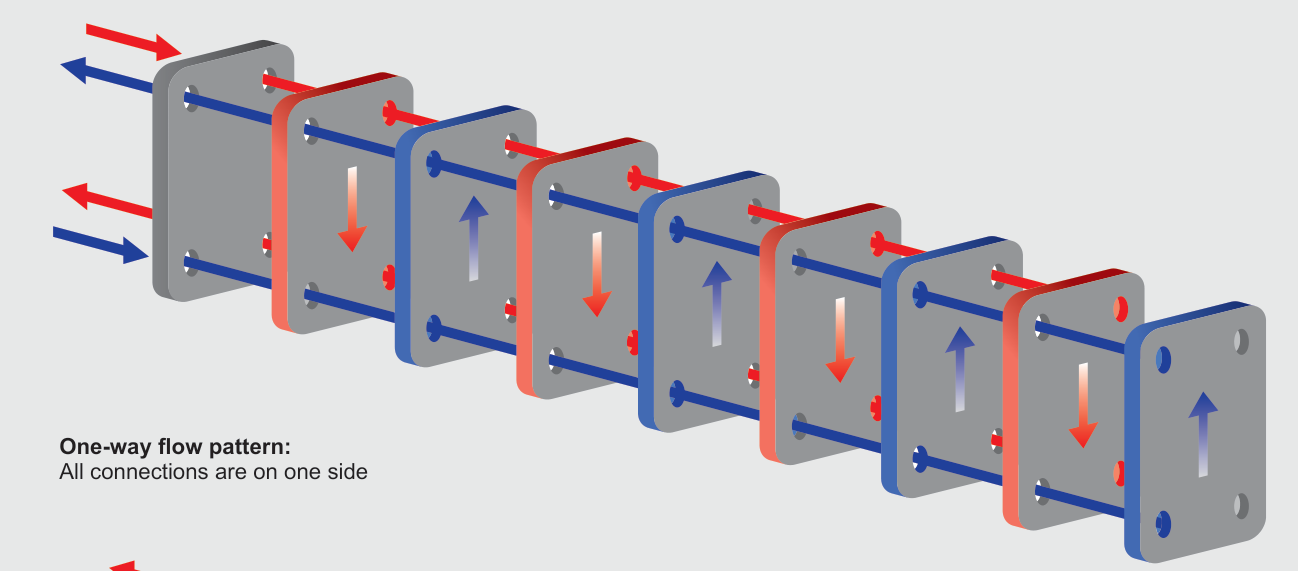 One-way flow pattern:
All connections are on one side